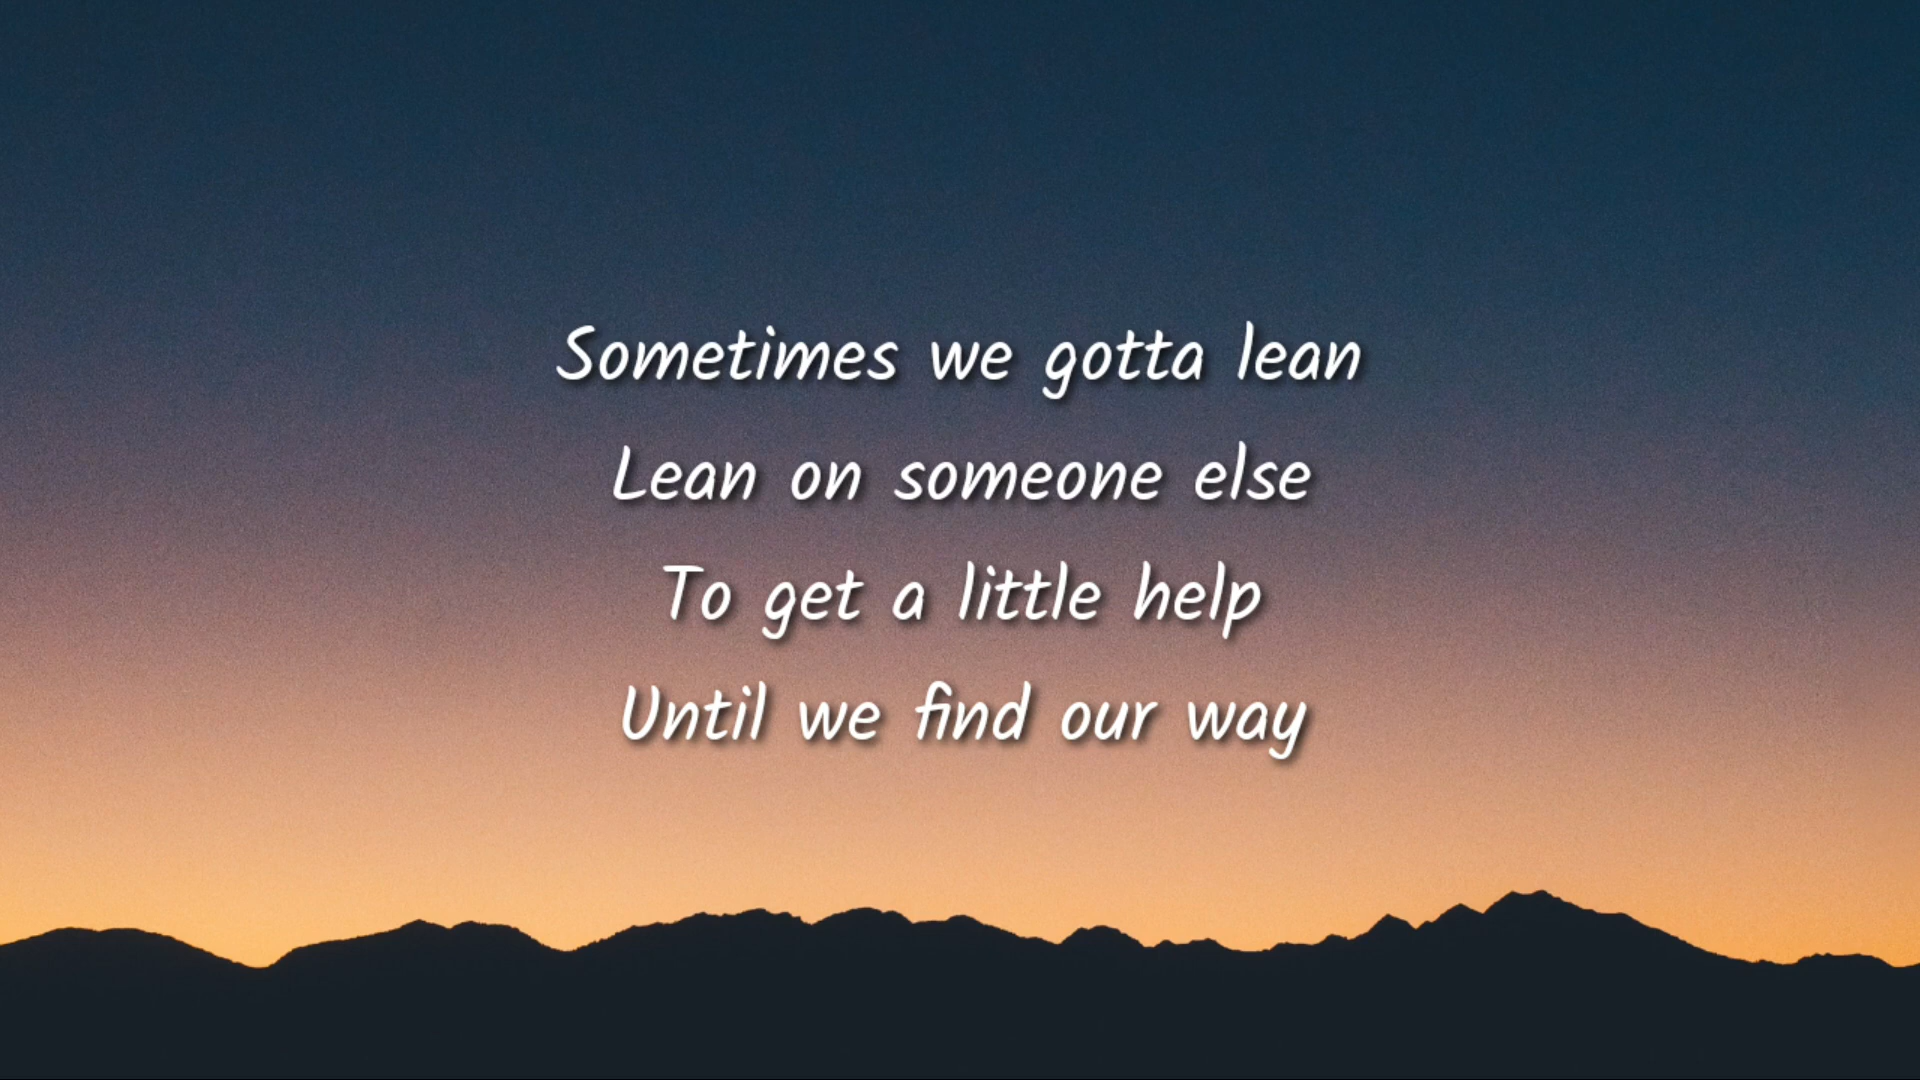 Sometimes we gotta lean
Lean on someone else
To get a little help
Until we find our way